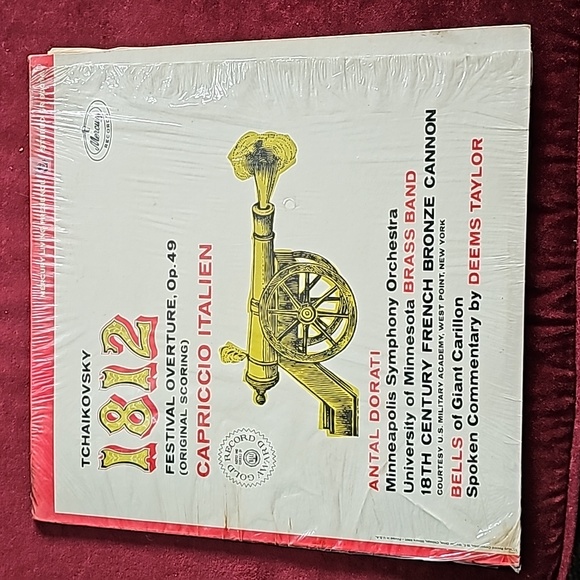 Mercury
RECORDS
TCHAIKOVSKY
1812
FESTIVAL OVERTURE, Op. 49
(ORIGINAL SCORING)
CAPRICCIO ITALIEN
GOLD RECORD AWARD
ANTAL DORATI
Minneapolis Symphony Orchestra
University of Minnesota BRASS BAND
18TH CENTURY FRENCH BRONZE CANNON
COURTESY U.S. MILITARY ACADEMY, WEST POINT, NEW YORK
BELLS of Giant Carillon
Spoken Commentary by DEEMS TAYLOR